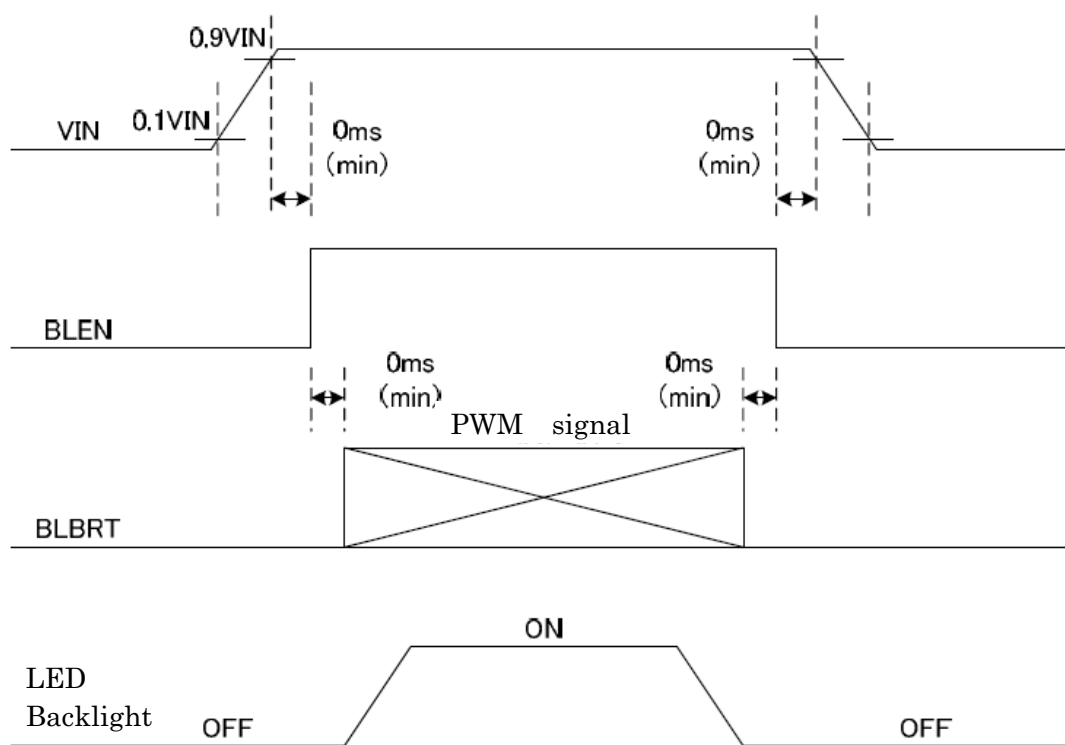 0.9VIN
0.1VIN
VIN
0ms
(min)
0ms
(min)
BLEN
0ms
(min)
0ms
(min)
PWM signal
BLBRT
ON
LED
Backlight
OFF
OFF